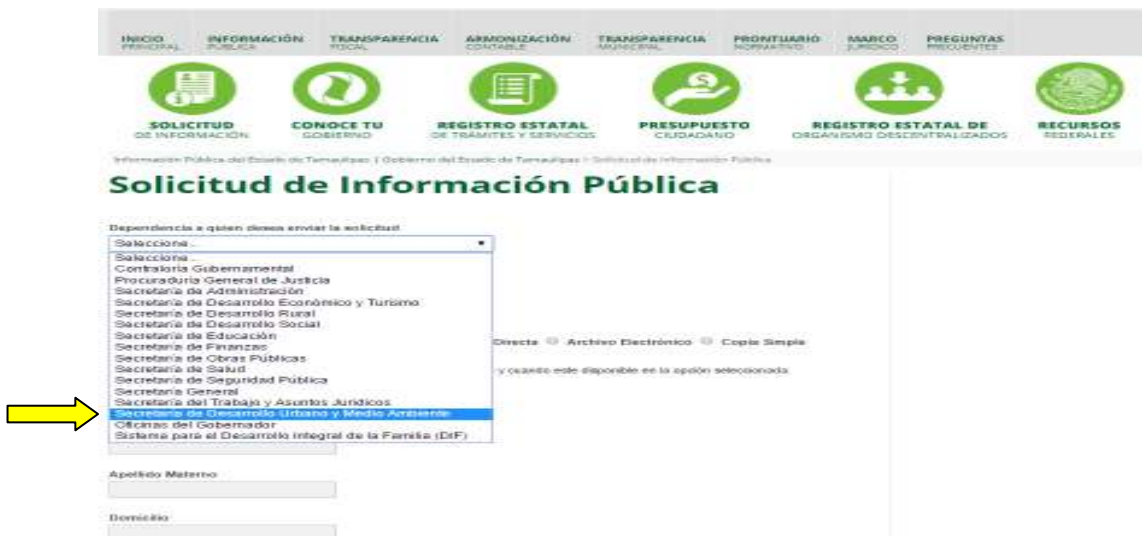 INICIO INFORMACIÓN TRANSPARENCIA ARMONIZACIÓN TRANSPARENCIA PRONTUARIO MARCO PREGUNTAS
PRINCIPAL PÚBLICA FISCAL CONTABLE MUNICIPAL NORMATIVO JURÍDICO FRECUENTES
SOLICITUD CONOCE TU REGISTRO ESTATAL PRESUPUESTO REGISTRO ESTATAL DE RECURSOS
DE INFORMACIÓN GOBIERNO DE TRÁMITES Y SERVICIOS CIUDADANO ORGANISMO DESCENTRALIZADOS FEDERALES
Información Pública del Estado de Tamaulipas | Gobierno del Estado de Tamaulipas > Solicitud de Información Pública
Solicitud de Información Pública
Dependencia a quien desea enviar la solicitud
Seleccione...
Seleccione...
Contraloría Gubernamental
Procuraduría General de Justicia
Secretaría de Administración
Secretaría de Desarrollo Económico y Turismo
Secretaría de Desarrollo Rural
Secretaría de Desarrollo Social
Secretaría de Educación
Secretaría de Finanzas
Directa Archivo Electrónico Copia Simple
Secretaría de Obras Públicas
Secretaría de Salud
y cuando este disponible en la opción seleccionada
Secretaría de Seguridad Pública
Secretaría General
Secretaría del Trabajo y Asuntos Jurídicos
Secretaría de Desarrollo Urbano y Medio Ambiente
Oficinas del Gobernador
Sistema para el Desarrollo Integral de la Familia (DIF)
Apellido Materno
Domicilio